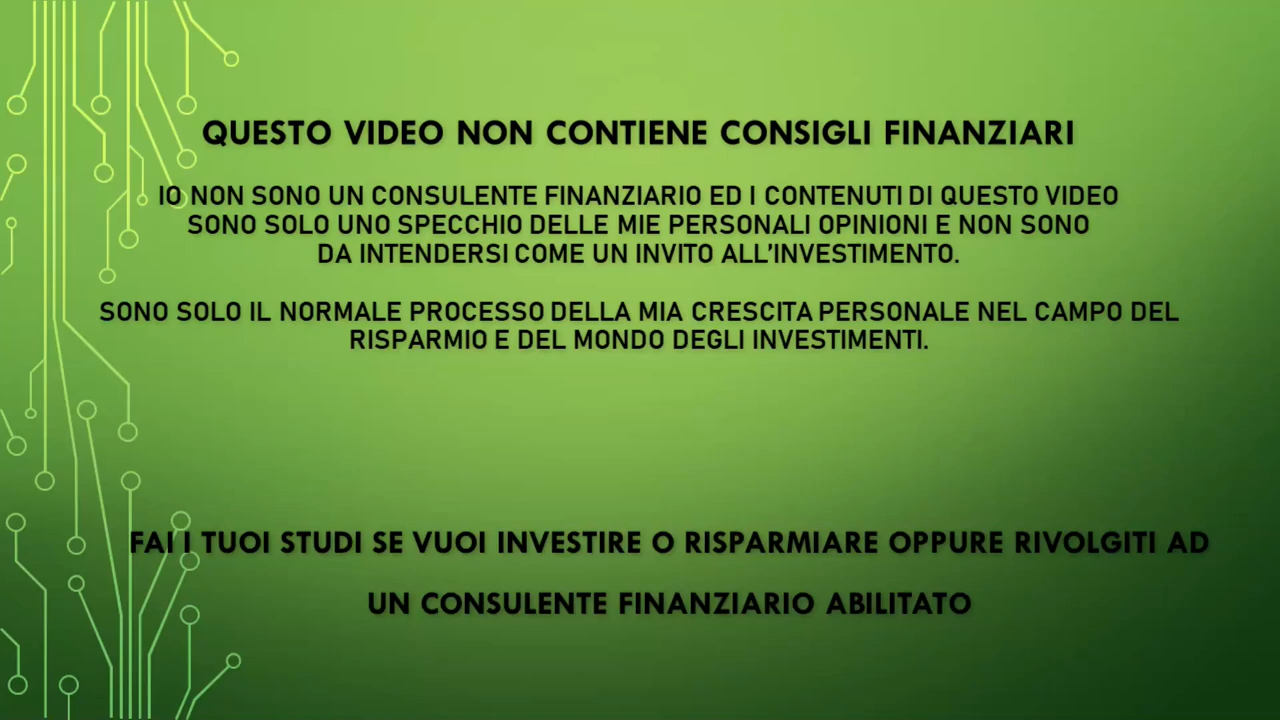 QUESTO VIDEO NON CONTIENE CONSIGLI FINANZIARI
IO NON SONO UN CONSULENTE FINANZIARIO ED I CONTENUTI DI QUESTO VIDEO
SONO SOLO UNO SPECCHIO DELLE MIE PERSONALI OPINIONI E NON SONO
DA INTENDERSI COME UN INVITO ALL'INVESTIMENTO.
SONO SOLO IL NORMALE PROCESSO DELLA MIA CRESCITA PERSONALE NEL CAMPO DEL
RISPARMIO E DEL MONDO DEGLI INVESTIMENTI.
FAI I TUOI STUDI SE VUOI INVESTIRE O RISPARMIARE OPPURE RIVOLGITI AD
UN CONSULENTE FINANZIARIO ABILITATO